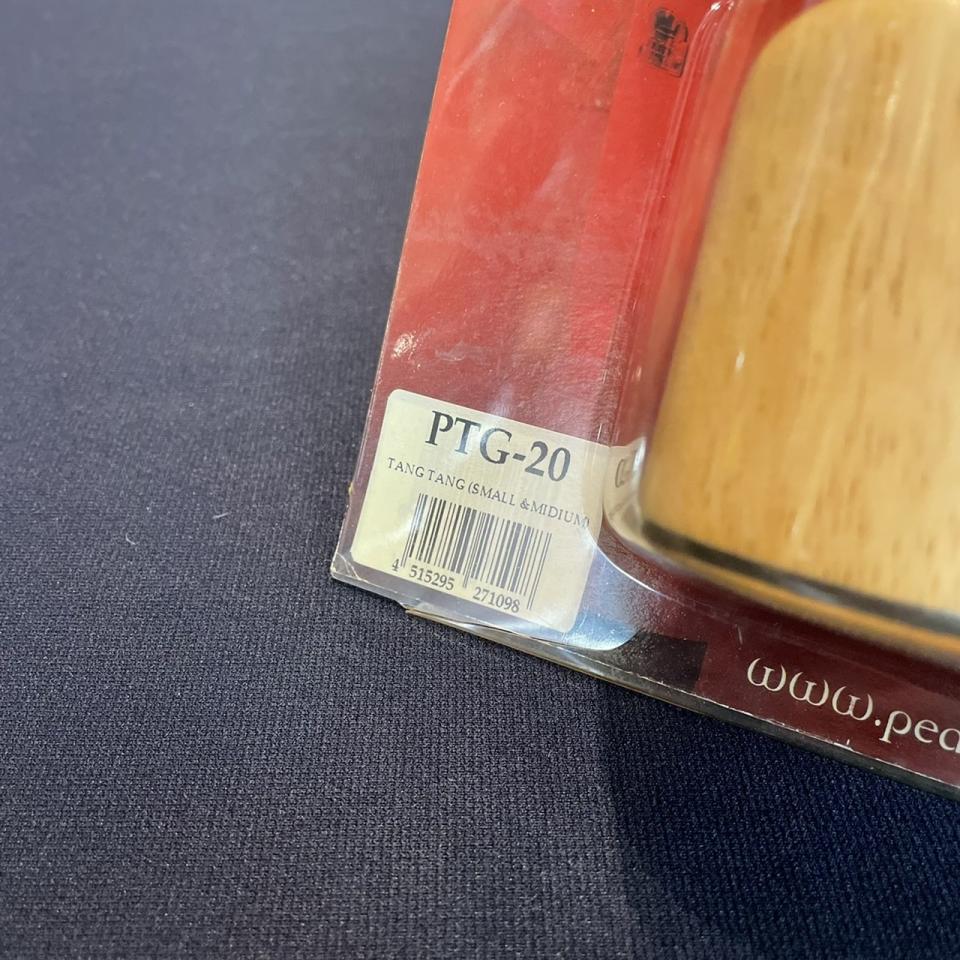 PTG-20
TANG TANG (SMALL &MIDIUM)
4 515295 271098
www.pea